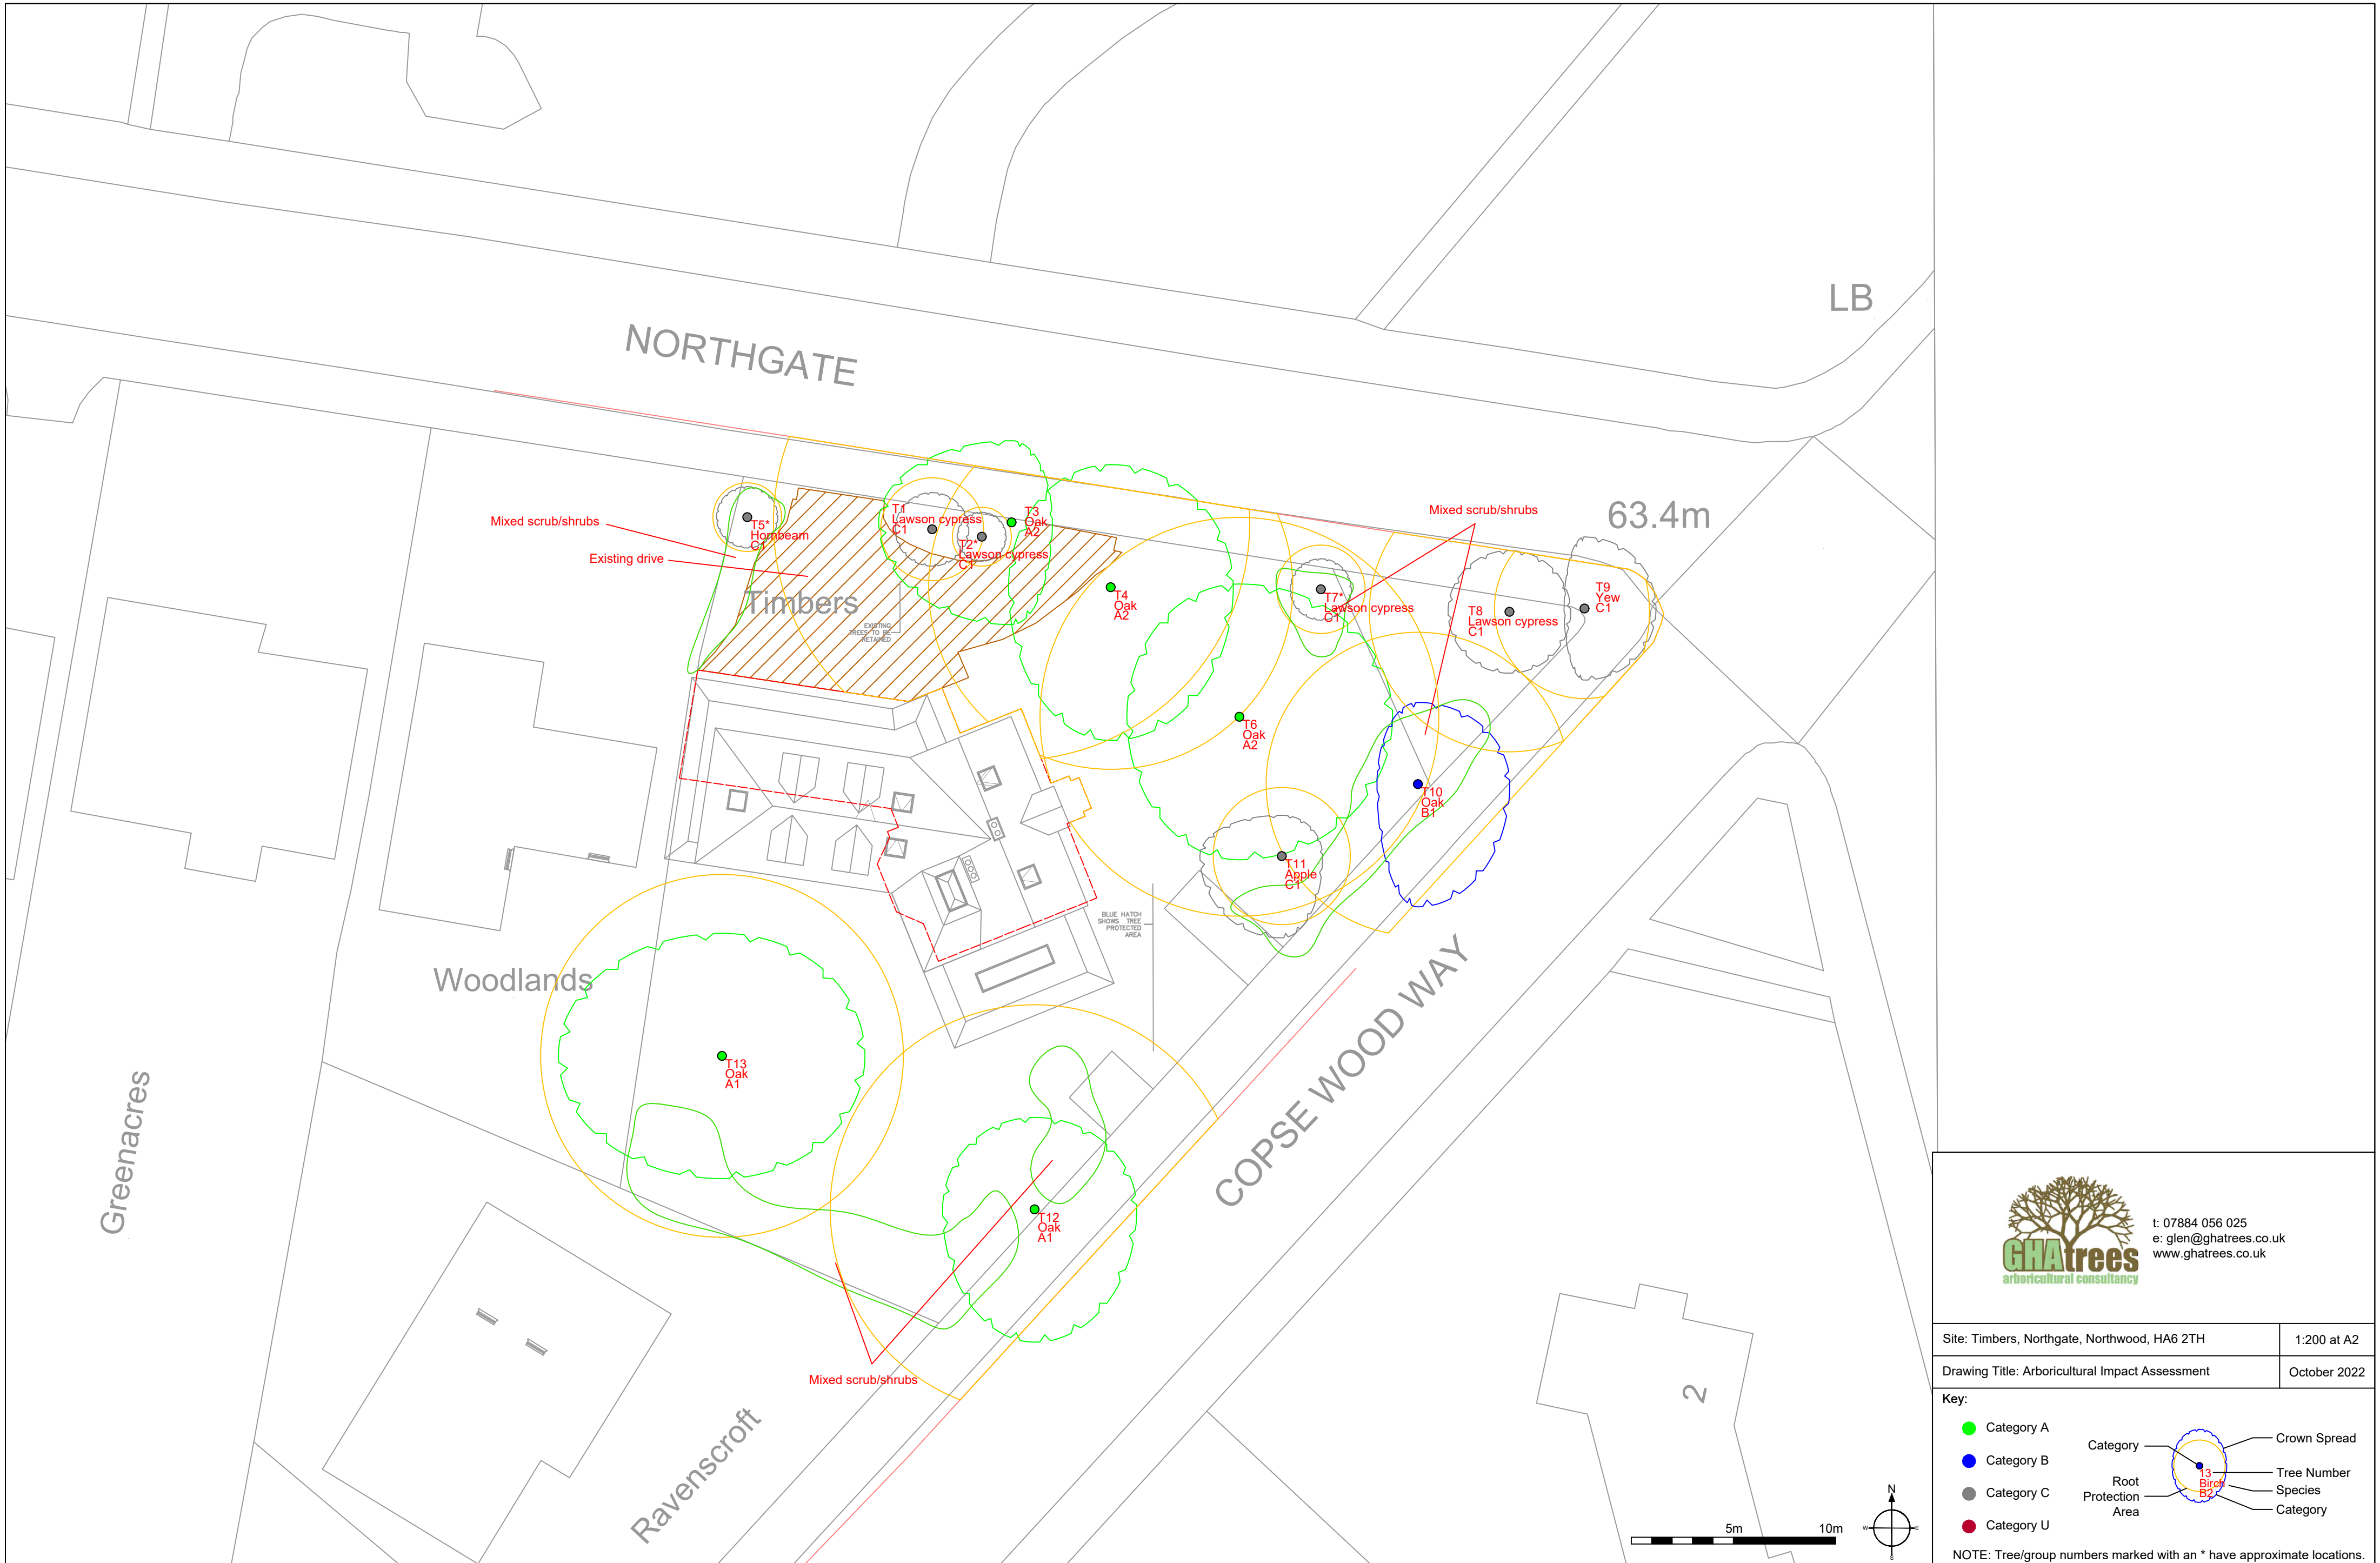 NORTHGATE
LB
63.4m
Mixed scrub/shrubs
Existing drive
T5*
Hornbeam
C1
T1
Lawson cypress
C1
T2*
Lawson cypress
C1
T3
Oak
A2
T4
Oak
A2
Mixed scrub/shrubs
T7*
Lawson cypress
C1
T8
Lawson cypress
C1
T9
Yew
C1
Timbers
EXISTING
TREES TO BE
RETAINED
T6
Oak
A2
T10
Oak
B1
T11
Apple
C1
BLUE HATCH
SHOWS TREE
PROTECTED
AREA
Woodlands
T13
Oak
A1
T12
Oak
A1
COPSE WOOD WAY
Greenacres
Mixed scrub/shrubs
Ravenscroft
2
5m
10m
N
W
E
S
GHAtrees
arboricultural consultancy
t: 07884 056 025
e: glen@ghatrees.co.uk
www.ghatrees.co.uk
Site: Timbers, Northgate, Northwood, HA6 2TH
1:200 at A2
Drawing Title: Arboricultural Impact Assessment
October 2022
Key:
Category A
Category B
Category C
Category U
Category
Root
Protection
Area
13
Birch
B2
Crown Spread
Tree Number
Species
Category
NOTE: Tree/group numbers marked with an * have approximate locations.